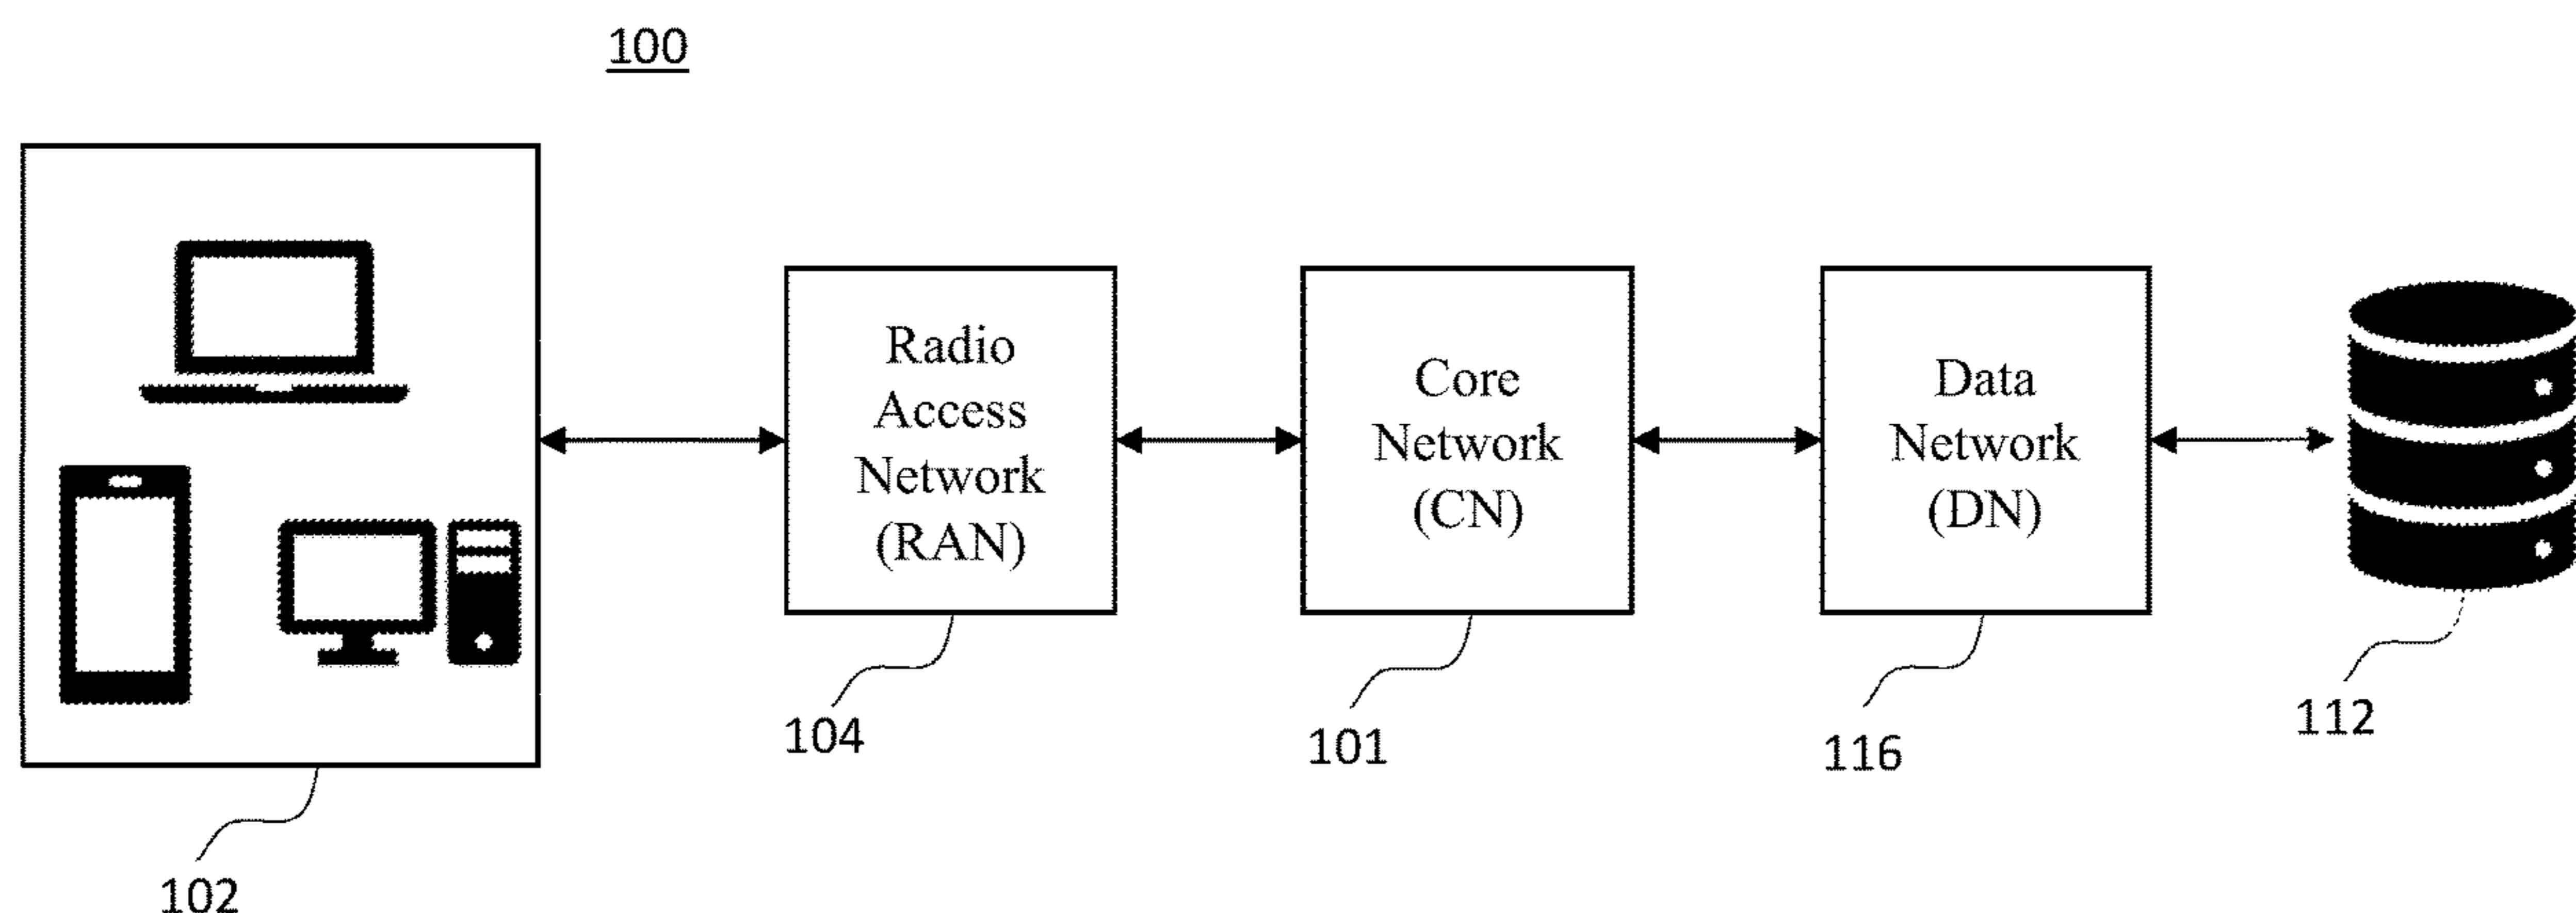 100
Radio
Access
Network
(RAN)
Core
Network
(CN)
Data
Network
(DN)
104
101
116
112
102